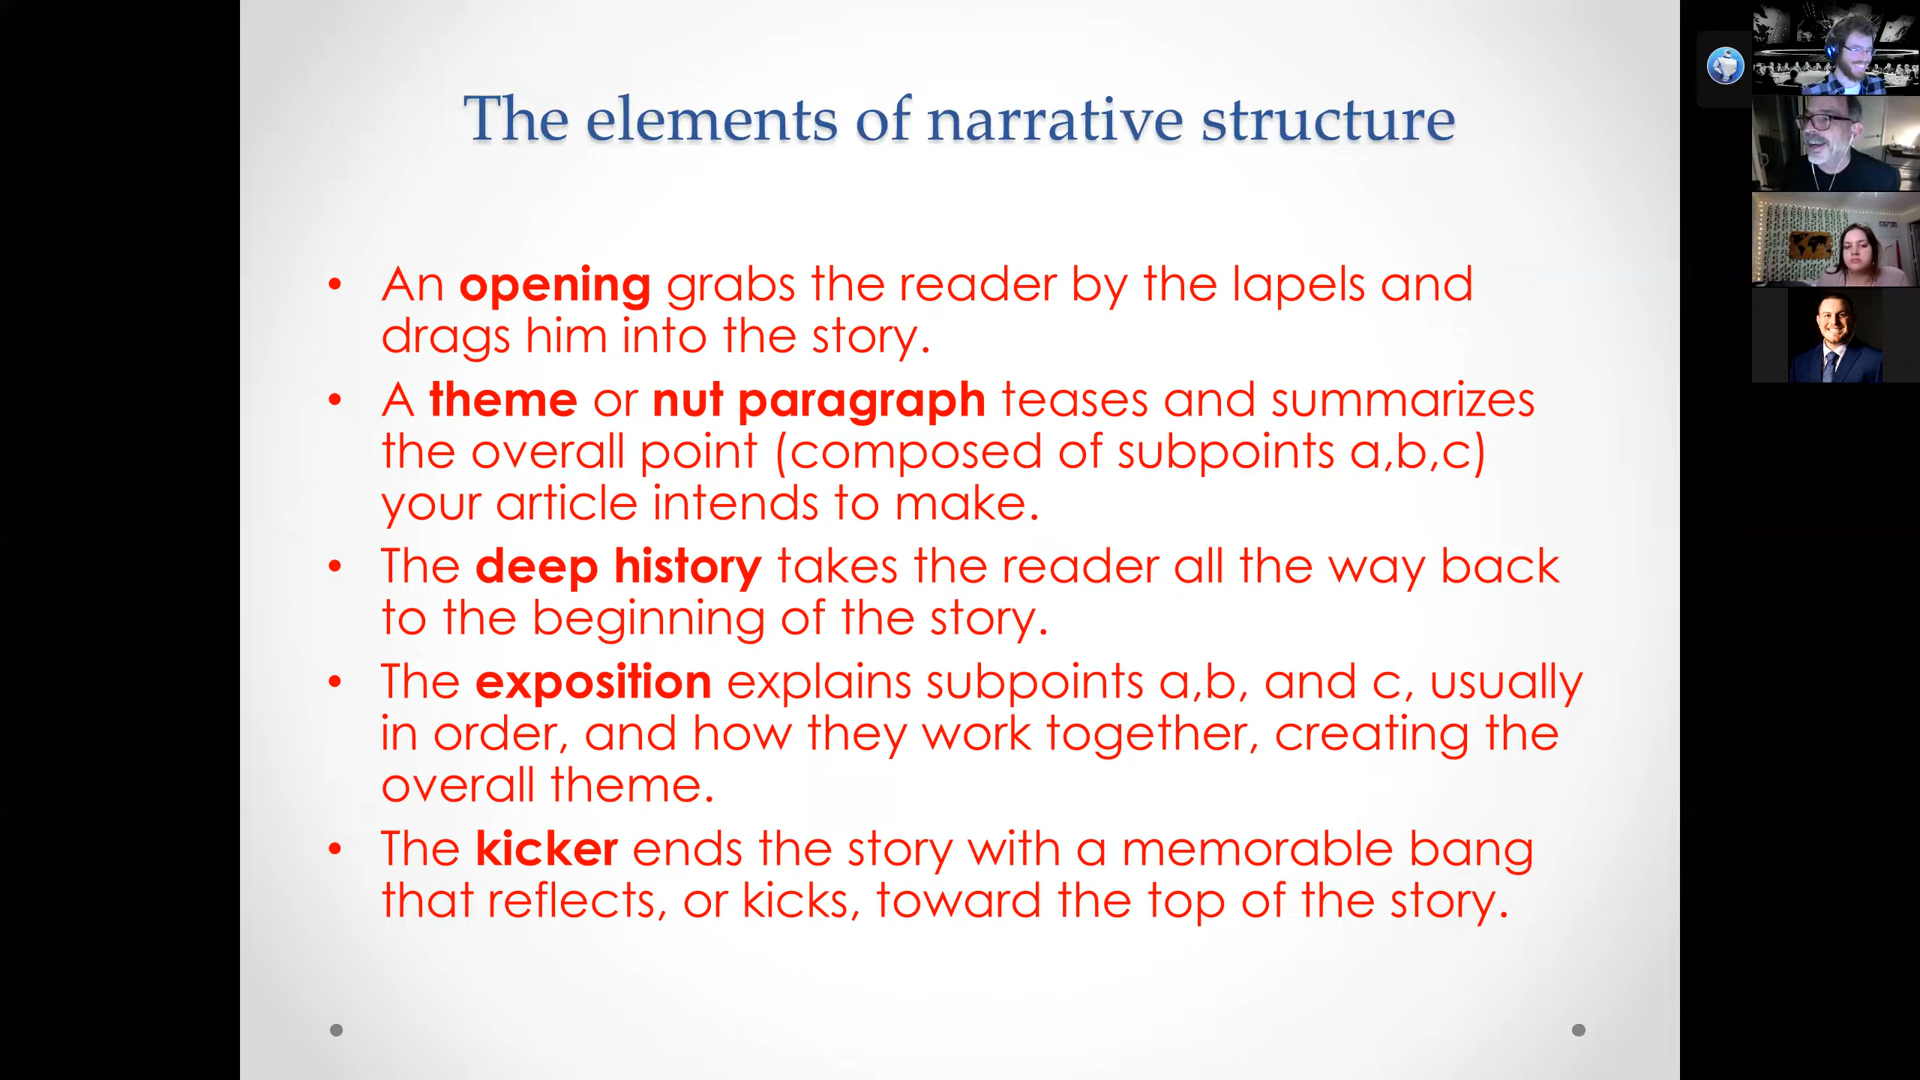 The elements of narrative structure
• An opening grabs the reader by the lapels and
drags him into the story.
• A theme or nut paragraph teases and summarizes
the overall point (composed of subpoints a,b,c)
your article intends to make.
• The deep history takes the reader all the way back
to the beginning of the story.
• The exposition explains subpoints a,b, and c, usually
in order, and how they work together, creating the
overall theme.
• The kicker ends the story with a memorable bang
that reflects, or kicks, toward the top of the story.